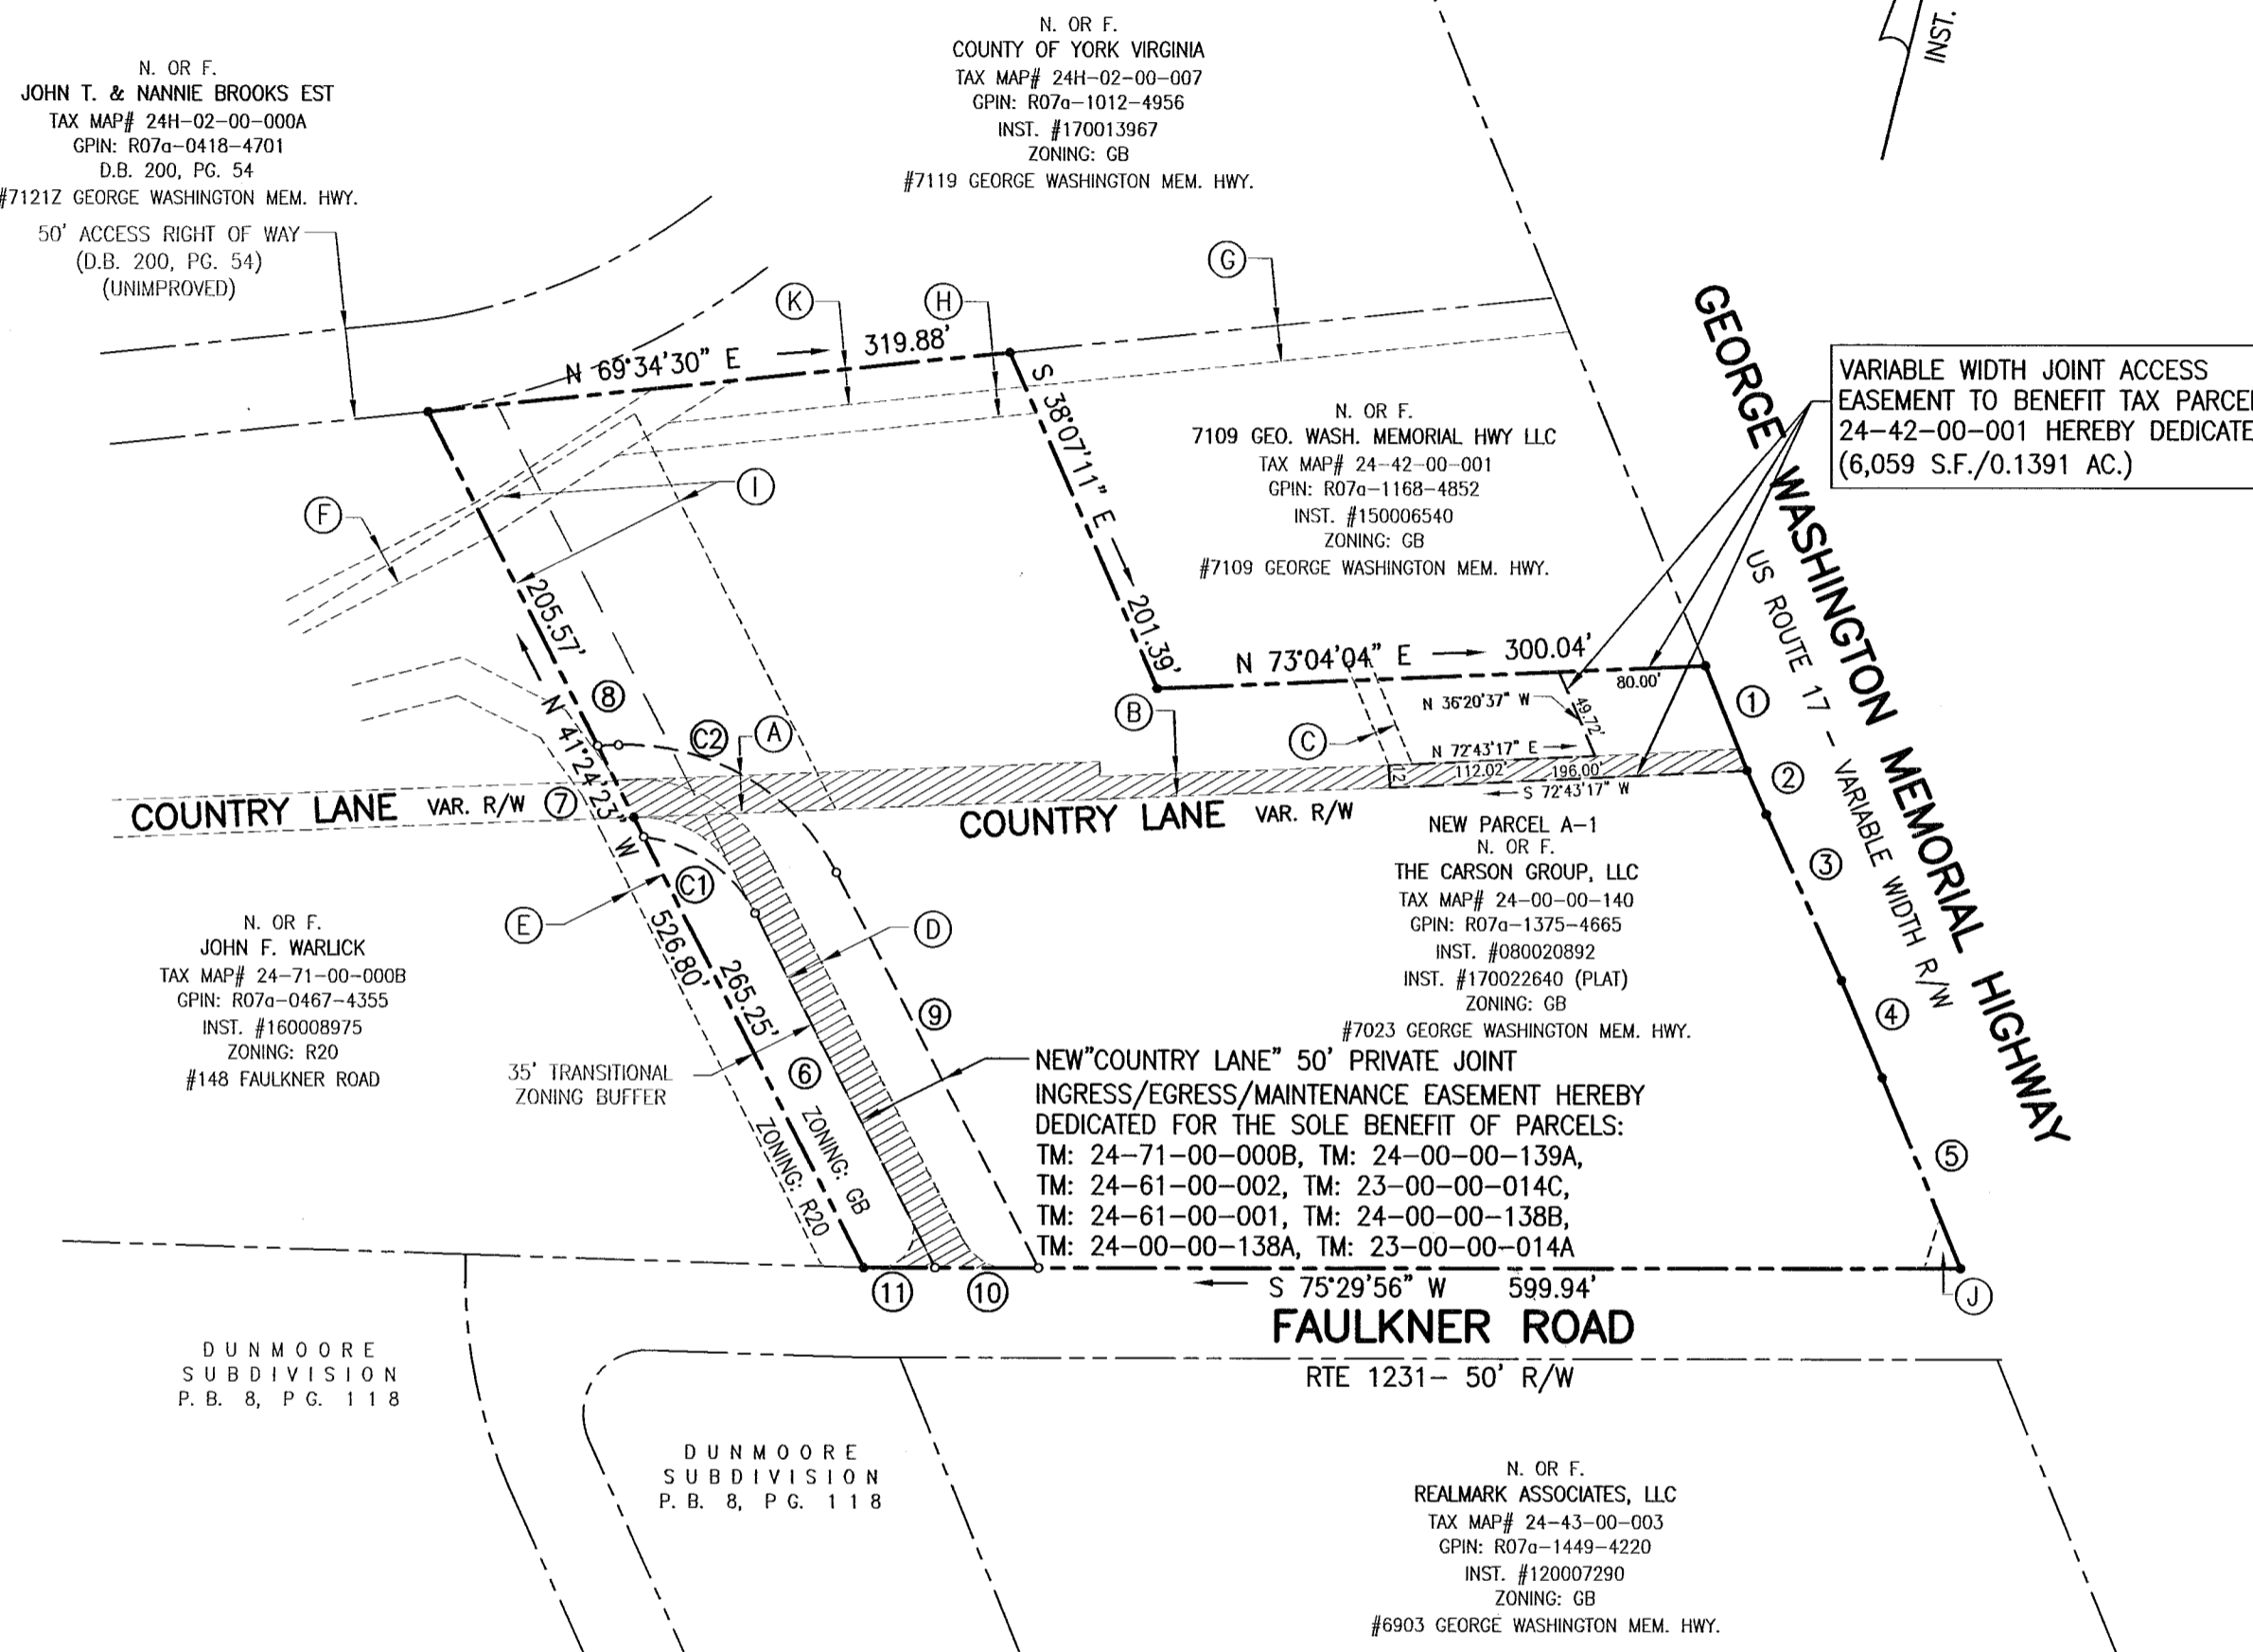 INST.
N. OR F.
JOHN T. & NANNIE BROOKS EST
TAX MAP# 24H-02-00-000A
GPIN: R07a-0418-4701
D.B. 200, PG. 54
#7121Z GEORGE WASHINGTON MEM. HWY.
50' ACCESS RIGHT OF WAY
(D.B. 200, PG. 54)
(UNIMPROVED)
N. OR F.
COUNTY OF YORK VIRGINIA
TAX MAP# 24H-02-00-007
GPIN: R07a-1012-4956
INST. #170013967
ZONING: GB
#7119 GEORGE WASHINGTON MEM. HWY.
G
K
H
N 69°34'30" E 319.88'
S 38°07'11" E 201.39'
N. OR F.
7109 GEO. WASH. MEMORIAL HWY LLC
TAX MAP# 24-42-00-001
GPIN: R07a-1168-4852
INST. #150006540
ZONING: GB
#7109 GEORGE WASHINGTON MEM. HWY.
VARIABLE WIDTH JOINT ACCESS
EASEMENT TO BENEFIT TAX PARCEL
24-42-00-001 HEREBY DEDICATE
(6,059 S.F./0.1391 AC.)
GEORGE WASHINGTON MEMORIAL HIGHWAY
US ROUTE 17 - VARIABLE WIDTH R/W
F
I
205.57'
8
N 41°24'23" W 526.80'
C2
A
B
C
N 73°04'04" E 300.04'
80.00'
N 36°20'37" W
49.72'
N 72°43'17" E
112.02' 196.00'
12
S 72°43'17" W
1
2
3
4
5
COUNTRY LANE VAR. R/W
7
COUNTRY LANE VAR. R/W
C1
E
D
265.25'
9
6
NEW PARCEL A-1
N. OR F.
THE CARSON GROUP, LLC
TAX MAP# 24-00-00-140
GPIN: R07a-1375-4665
INST. #080020892
INST. #170022640 (PLAT)
ZONING: GB
#7023 GEORGE WASHINGTON MEM. HWY.
N. OR F.
JOHN F. WARLICK
TAX MAP# 24-71-00-000B
GPIN: R07a-0467-4355
INST. #160008975
ZONING: R20
#148 FAULKNER ROAD
35' TRANSITIONAL
ZONING BUFFER
ZONING: GB
ZONING: R20
NEW"COUNTRY LANE" 50' PRIVATE JOINT
INGRESS/EGRESS/MAINTENANCE EASEMENT HEREBY
DEDICATED FOR THE SOLE BENEFIT OF PARCELS:
TM: 24-71-00-000B, TM: 24-00-00-139A,
TM: 24-61-00-002, TM: 23-00-00-014C,
TM: 24-61-00-001, TM: 24-00-00-138B,
TM: 24-00-00-138A, TM: 23-00-00-014A
11
10
J
S 75°29'56" W 599.94'
FAULKNER ROAD
RTE 1231- 50' R/W
DUNMOORE
SUBDIVISION
P.B. 8, PG. 118
DUNMOORE
SUBDIVISION
P.B. 8, PG. 118
N. OR F.
REALMARK ASSOCIATES, LLC
TAX MAP# 24-43-00-003
GPIN: R07a-1449-4220
INST. #120007290
ZONING: GB
#6903 GEORGE WASHINGTON MEM. HWY.